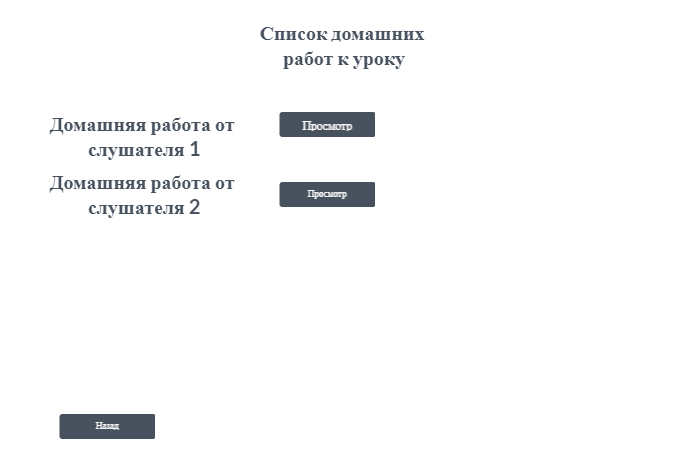 Список домашних
работ к уроку
Домашняя работа от
слушателя 1
Просмотр
Домашняя работа от
слушателя 2
Просмотр
Назад